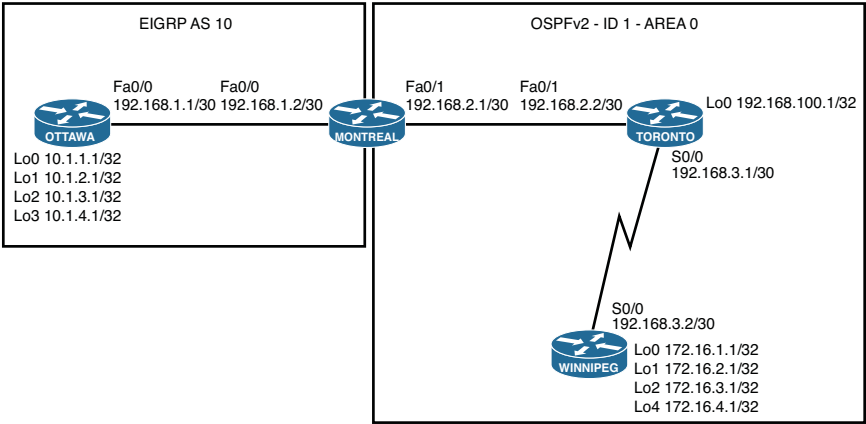 EIGRP AS 10
OSPFv2 - ID 1 - AREA 0
Fa0/0
192.168.1.1/30
Fa0/0
192.168.1.2/30
Fa0/1
192.168.2.1/30
Fa0/1
192.168.2.2/30
Lo0 192.168.100.1/32
OTTAWA
MONTREAL
TORONTO
Lo0 10.1.1.1/32
Lo1 10.1.2.1/32
Lo2 10.1.3.1/32
Lo3 10.1.4.1/32
S0/0
192.168.3.1/30
S0/0
192.168.3.2/30
WINNIPEG
Lo0 172.16.1.1/32
Lo1 172.16.2.1/32
Lo2 172.16.3.1/32
Lo4 172.16.4.1/32